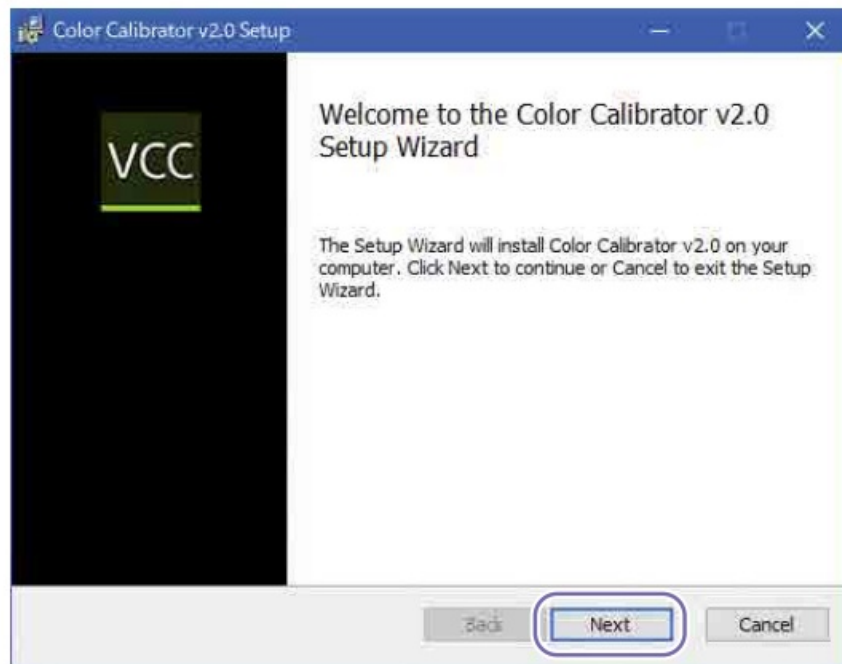 Color Calibrator v2.0 Setup
VCC
Welcome to the Color Calibrator v2.0
Setup Wizard
The Setup Wizard will install Color Calibrator v2.0 on your
computer. Click Next to continue or Cancel to exit the Setup
Wizard.
Back
Next
Cancel